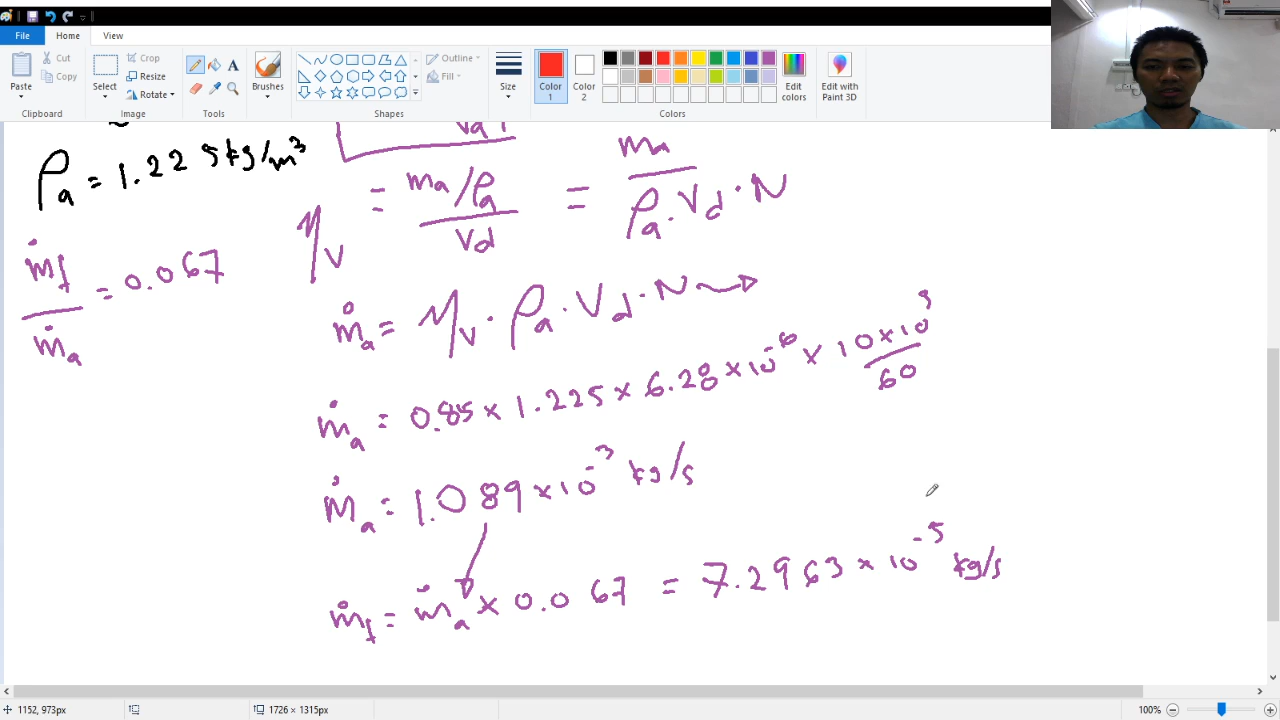 File Home View
Cut
Copy
Paste
Clipboard
Select
Crop
Resize
Rotate
Image
Tools
Brushes
Shapes
Outline
Fill
Size
Color 1
Color 2
Edit colors
Edit with Paint 3D
Colors
ρa = 1.225 kg/m³
ηv = (ma/ρa)/Vd = ma/(ρa · Vd · N)
ṁf/ṁa = 0.067
ṁa = ηv · ρa · Vd · N →
ṁa = 0.85 × 1.225 × 6.28 × 10⁻⁶ × 10×10³/60
ṁa = 1.089 × 10⁻³ kg/s
ṁf = ṁa × 0.067 = 7.2963 × 10⁻⁵ kg/s
1152, 973px
1726 × 1315px
100%